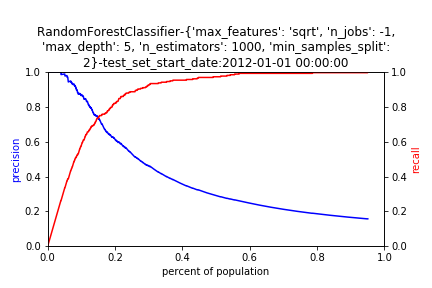 RandomForestClassifier-{'max_features': 'sqrt', 'n_jobs': -1,
'max_depth': 5, 'n_estimators': 1000, 'min_samples_split':
2}-test_set_start_date:2012-01-01 00:00:00
1.0
0.8
0.6
0.4
0.2
0.0
precision
1.0
0.8
0.6
0.4
0.2
0.0
recall
0.0 0.2 0.4 0.6 0.8 1.0
percent of population